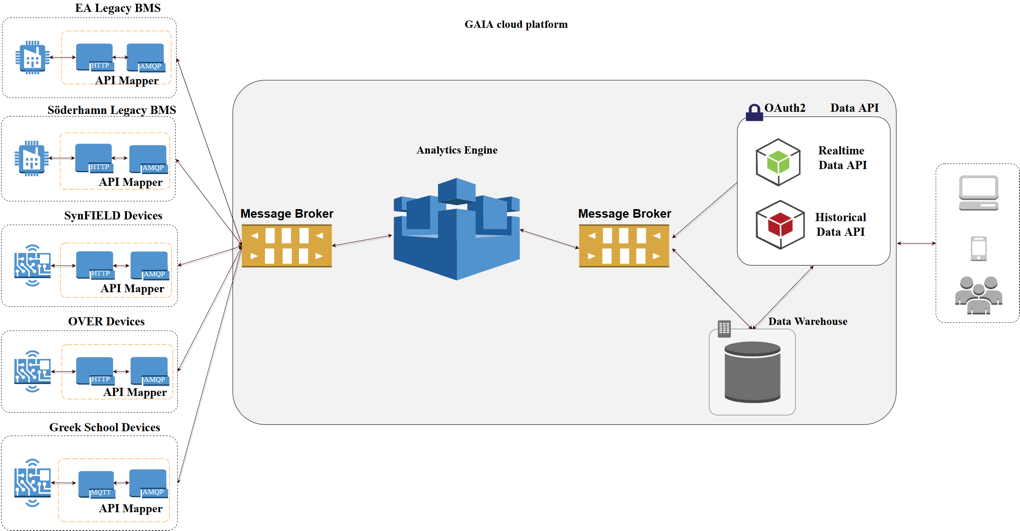 EA Legacy BMS
HTTP
AMQP
API Mapper
Söderhamn Legacy BMS
HTTP
AMQP
API Mapper
SynFIELD Devices
HTTP
AMQP
API Mapper
OVER Devices
HTTP
AMQP
API Mapper
Greek School Devices
MQTT
AMQP
API Mapper
GAIA cloud platform
Message Broker
Analytics Engine
Message Broker
OAuth2
Data API
Realtime
Data API
Historical
Data API
Data Warehouse